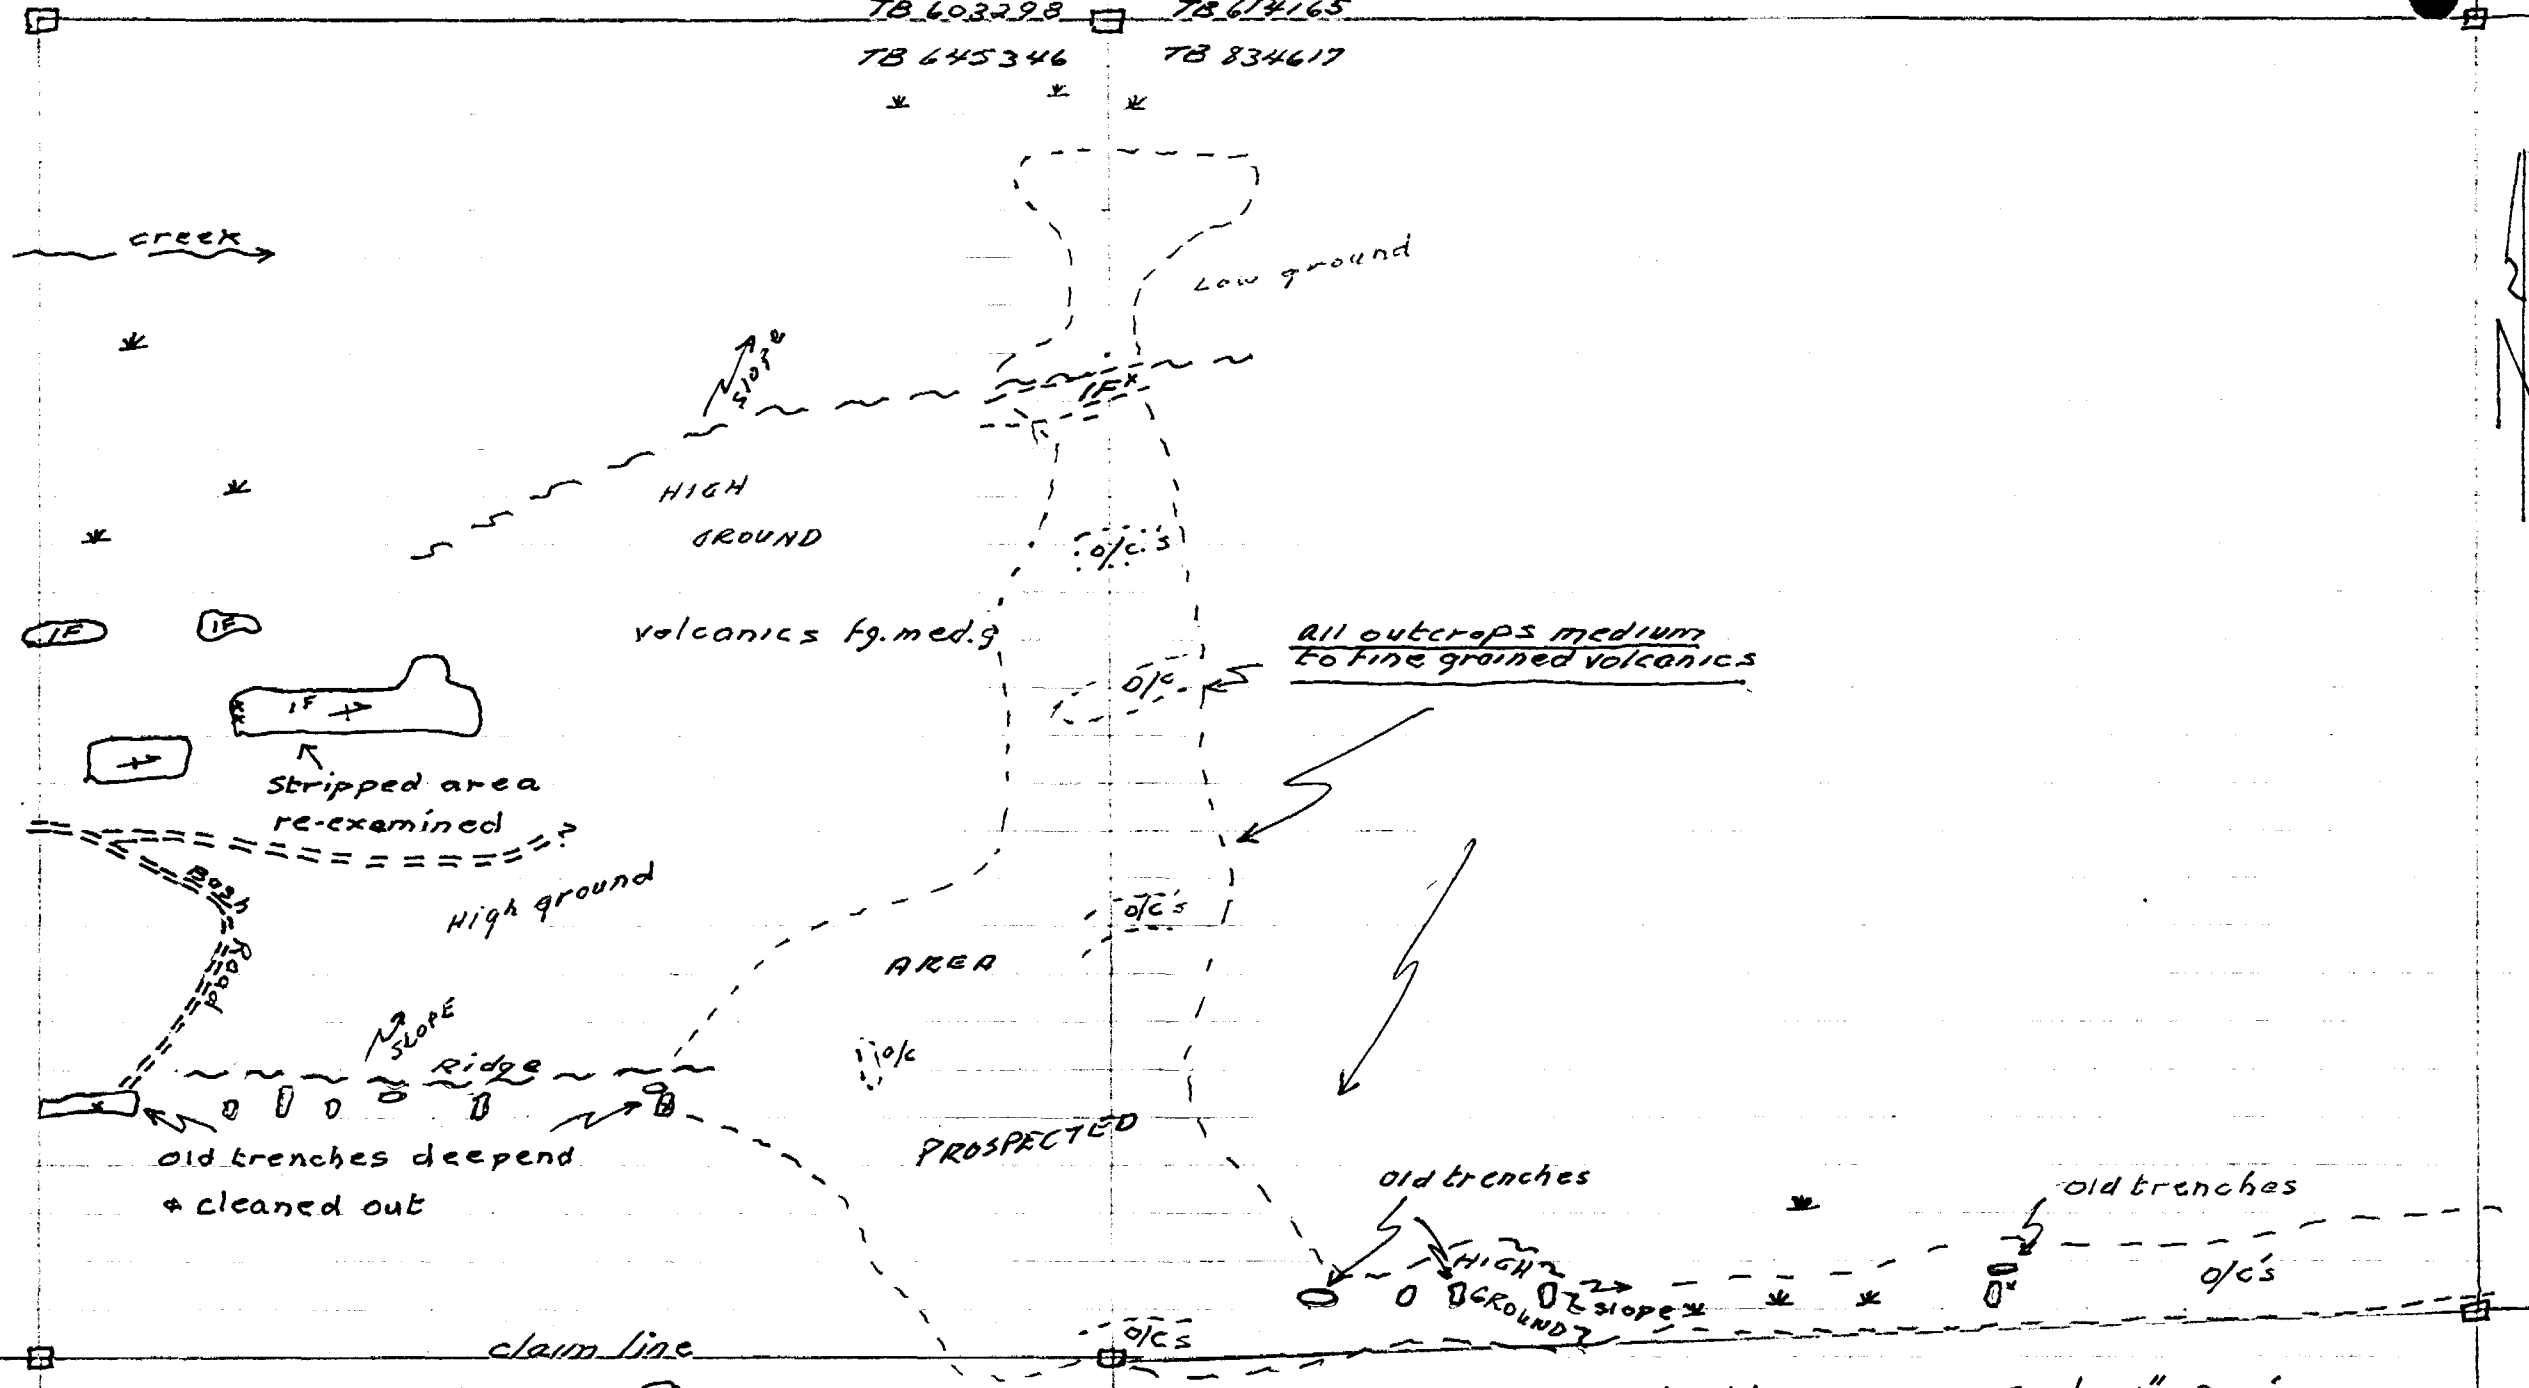 TB 603298
TB 614165
TB 645346
TB 834617
creek
Low ground
slope
IF
HIGH
GROUND
O/C's
IF
IF
volcanics fg.med.g
all outcrops medium
to fine grained volcanics
O/C
IF
Stripped area
re-examined
?
Bosh
Road
High ground
O/C's
AREA
SLOPE
Ridge
O/C
PROSPECTED
old trenches deepend
& cleaned out
old trenches
old trenches
HIGH
GROUND
slope
O/C's
O/Cs
claim line